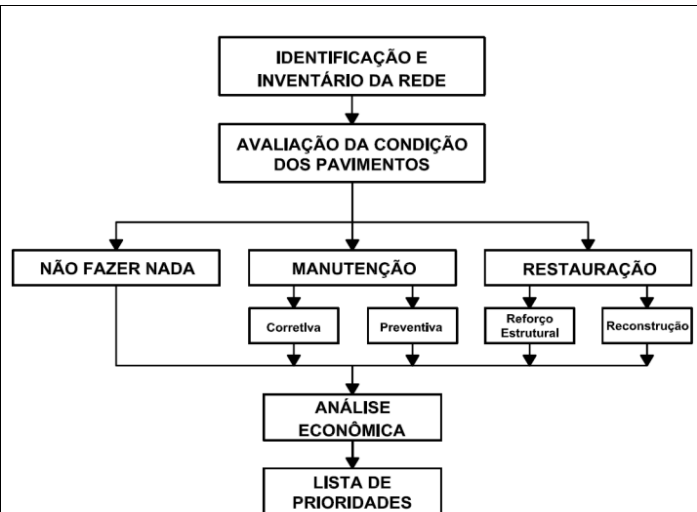 IDENTIFICAÇÃO E
INVENTÁRIO DA REDE
AVALIAÇÃO DA CONDIÇÃO
DOS PAVIMENTOS
NÃO FAZER NADA
MANUTENÇÃO
RESTAURAÇÃO
Corretiva
Preventiva
Reforço
Estrutural
Reconstrução
ANÁLISE
ECONÔMICA
LISTA DE
PRIORIDADES